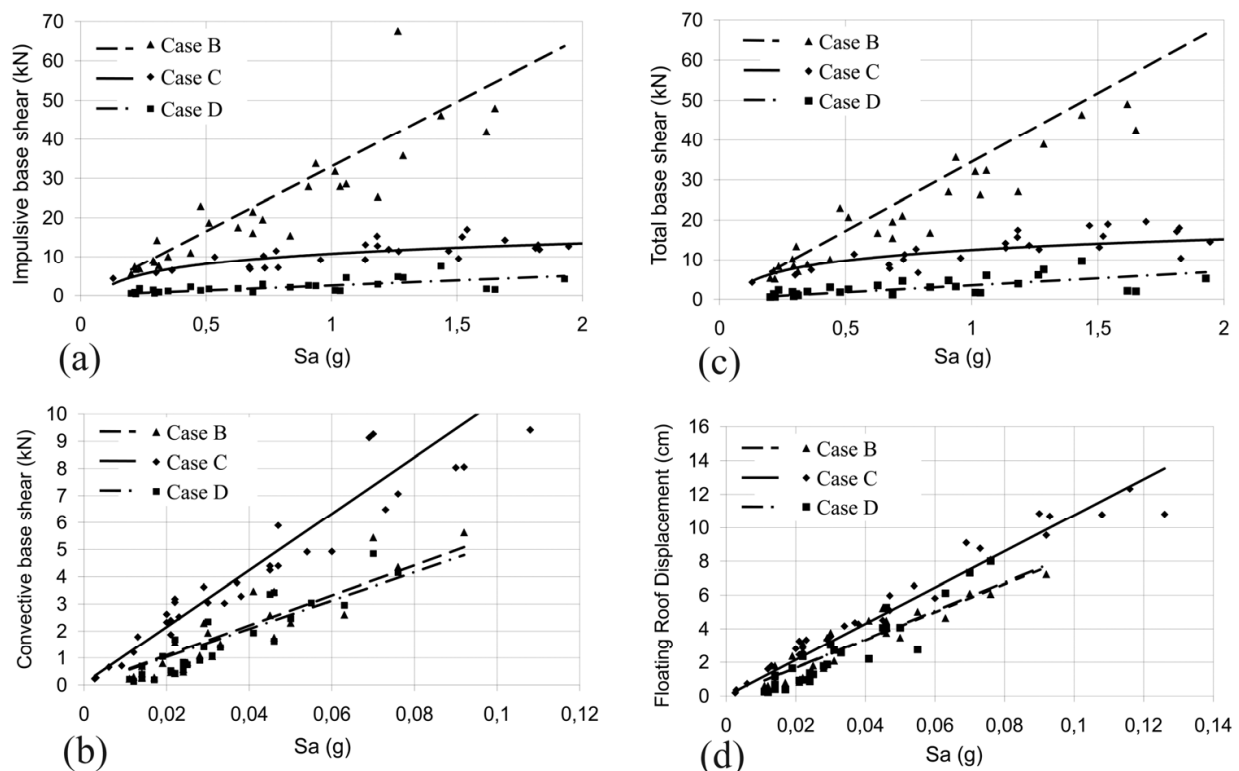 Impulsive base shear (kN)
70
60
50
40
30
20
10
0
Case B
Case C
Case D
0
0,5
1
1,5
2
Sa (g)
(a)
Total base shear (kN)
70
60
50
40
30
20
10
0
Case B
Case C
Case D
0
0,5
1
1,5
2
Sa (g)
(c)
Convective base shear (kN)
10
9
8
7
6
5
4
3
2
1
0
Case B
Case C
Case D
0
0,02
0,04
0,06
0,08
0,1
0,12
Sa (g)
(b)
Floating Roof Displacement (cm)
16
14
12
10
8
6
4
2
0
Case B
Case C
Case D
0
0,02
0,04
0,06
0,08
0,1
0,12
0,14
Sa (g)
(d)